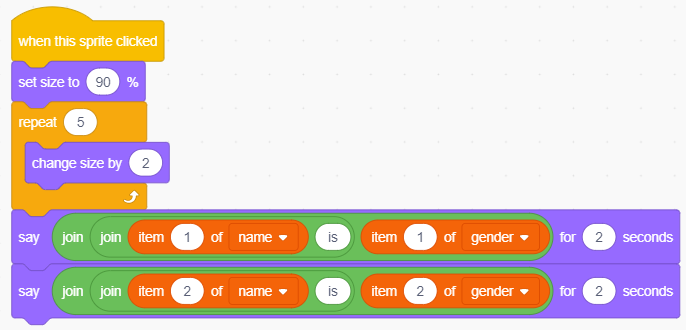 when this sprite clicked
set size to 90 %
repeat 5
change size by 2
say join join item 1 of name is item 1 of gender for 2 seconds
say join join item 2 of name is item 2 of gender for 2 seconds